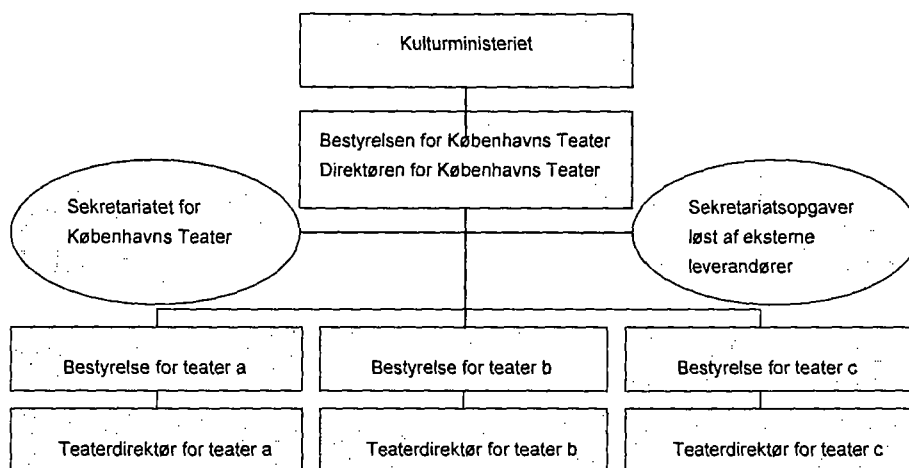 Kulturministeriet
Bestyrelsen for Københavns Teater
Direktøren for Københavns Teater
Sekretariatet for
Københavns Teater
Sekretariatsopgaver
løst af eksterne
leverandører
Bestyrelse for teater a
Bestyrelse for teater b
Bestyrelse for teater c
Teaterdirektør for teater a
Teaterdirektør for teater b
Teaterdirektør for teater c